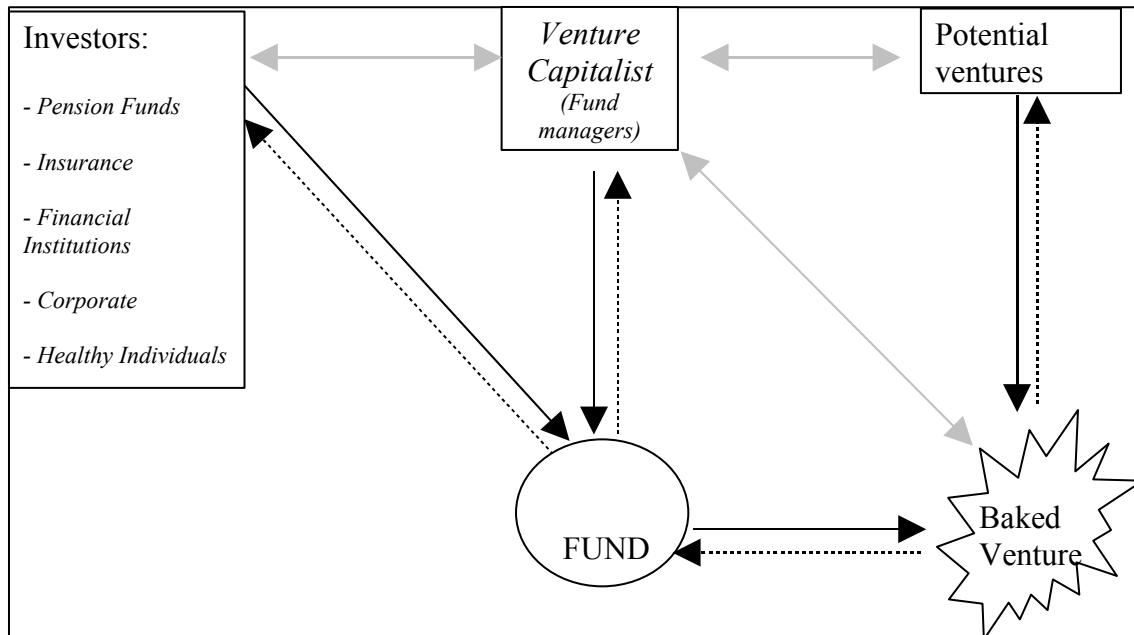 Investors:
- Pension Funds
- Insurance
- Financial
Institutions
- Corporate
- Healthy Individuals
Venture
Capitalist
(Fund
managers)
Potential
ventures
FUND
Baked
Venture